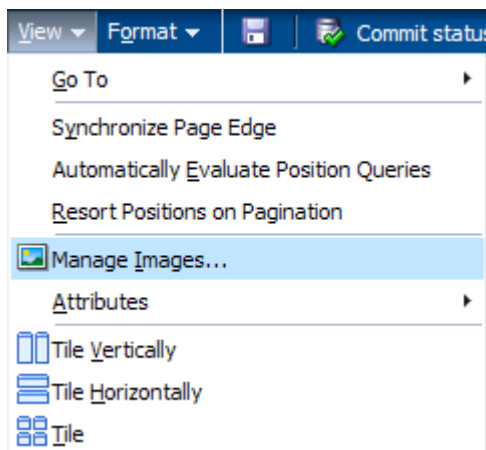 View Format Commit status
Go To
Synchronize Page Edge
Automatically Evaluate Position Queries
Resort Positions on Pagination
Manage Images...
Attributes
Tile Vertically
Tile Horizontally
Tile